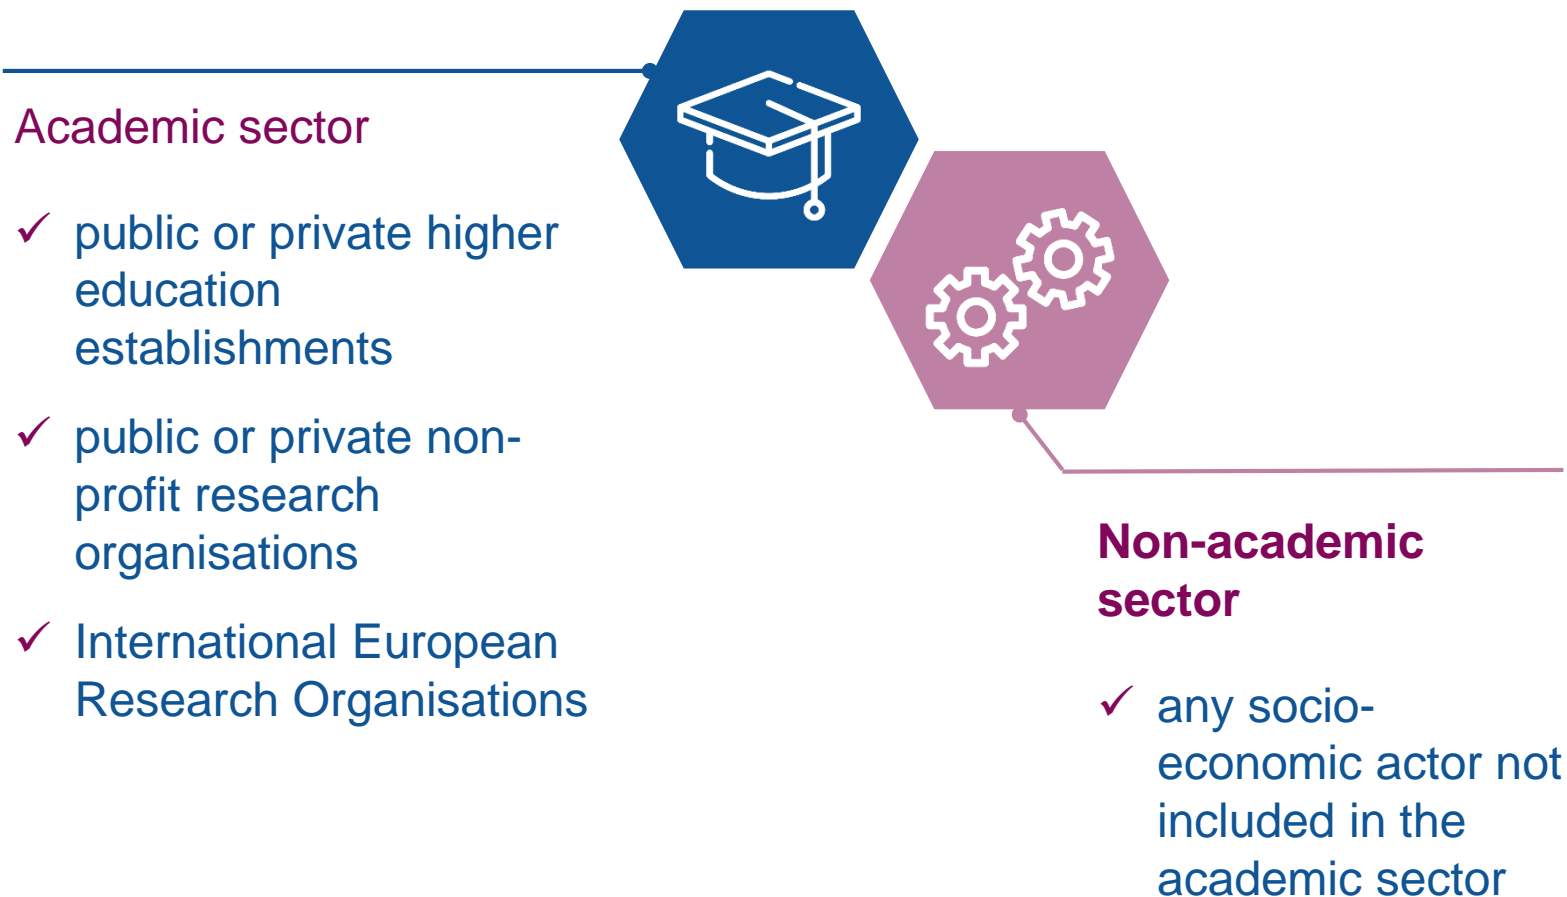 Academic sector
✓ public or private higher
education
establishments
✓ public or private non-
profit research
organisations
✓ International European
Research Organisations
Non-academic
sector
✓ any socio-
economic actor not
included in the
academic sector